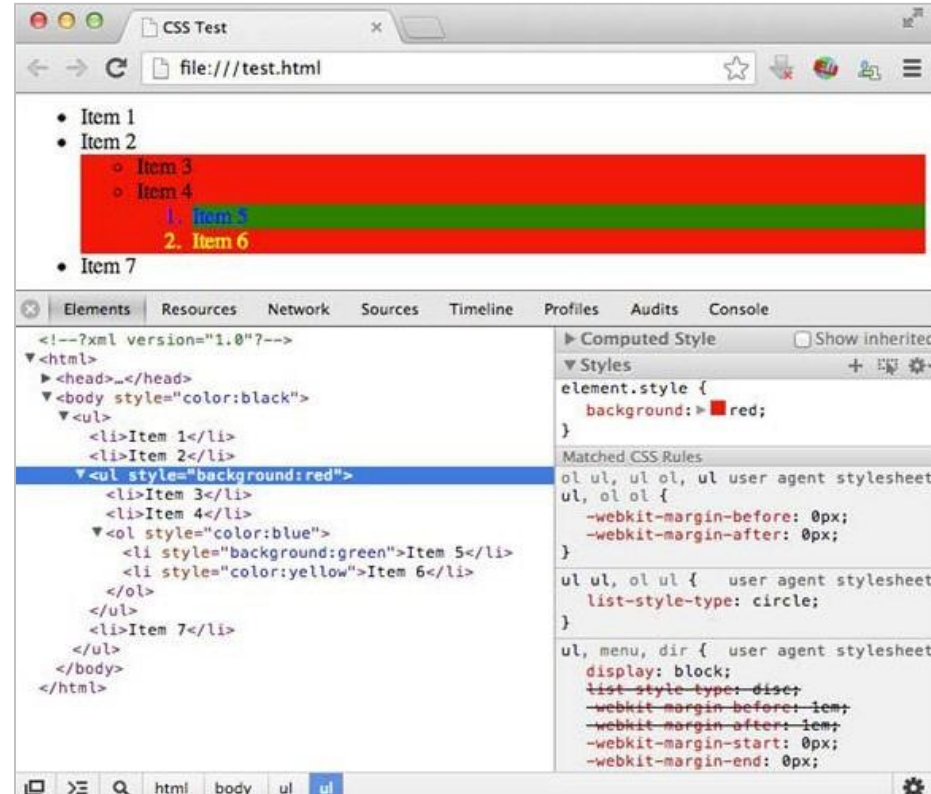 CSS Test
file:///test.html
Item 1
Item 2
Item 3
Item 4
1. Item 5
2. Item 6
Item 7
Elements Resources Network Sources Timeline Profiles Audits Console
<!--?xml version="1.0"?-->
▼<html>
▶<head>…</head>
▼<body style="color:black">
▼<ul>
<li>Item 1</li>
<li>Item 2</li>
▼<ul style="background:red">
<li>Item 3</li>
<li>Item 4</li>
▼<ol style="color:blue">
<li style="background:green">Item 5</li>
<li style="color:yellow">Item 6</li>
</ol>
</ul>
<li>Item 7</li>
</ul>
</body>
</html>
▶ Computed Style Show inherited
▼ Styles
element.style {
background:▶ red;
}
Matched CSS Rules
ol ul, ul ol, ul user agent stylesheet
ul, ol ol {
-webkit-margin-before: 0px;
-webkit-margin-after: 0px;
}
ul ul, ol ul { user agent stylesheet
list-style-type: circle;
}
ul, menu, dir { user agent stylesheet
display: block;
list-style-type: disc;
-webkit-margin-before: 1em;
-webkit-margin-after: 1em;
-webkit-margin-start: 0px;
-webkit-margin-end: 0px;
html body ul ul